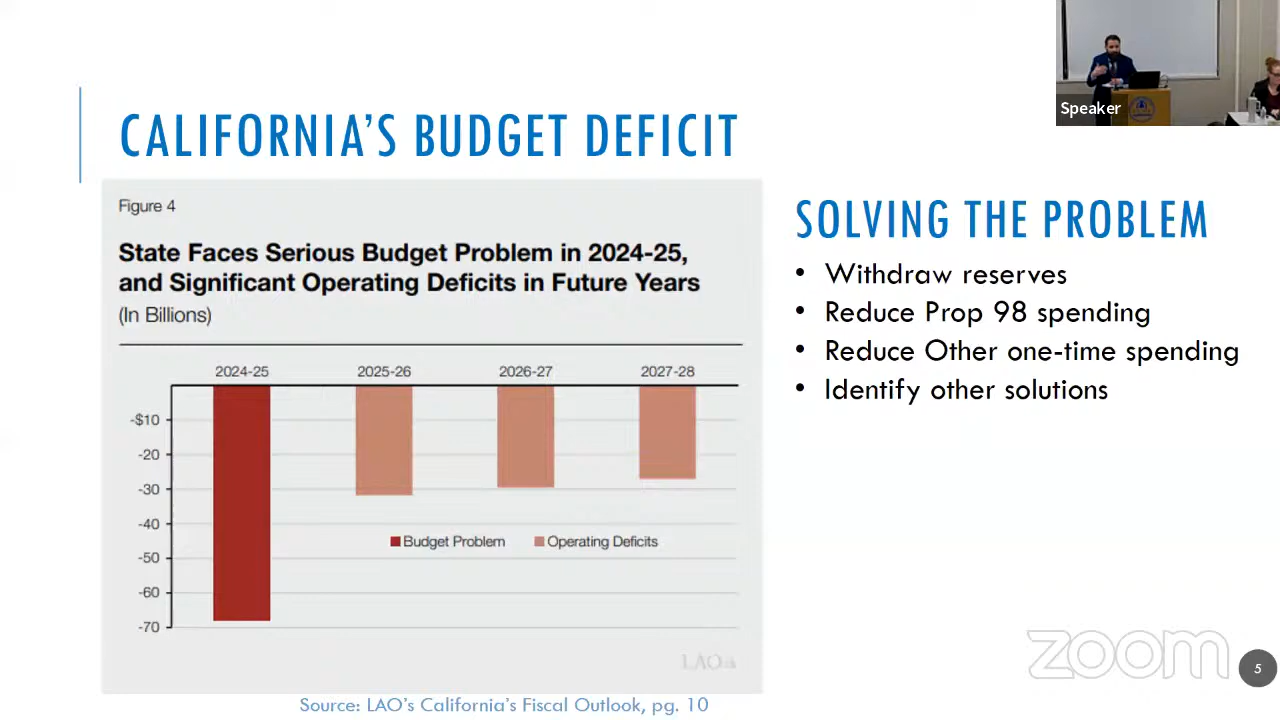 Speaker
CALIFORNIA'S BUDGET DEFICIT
Figure 4
State Faces Serious Budget Problem in 2024-25,
and Significant Operating Deficits in Future Years
(In Billions)
2024-25 2025-26 2026-27 2027-28
-$10
-20
-30
-40
-50
-60
-70
Budget Problem Operating Deficits
LAO
Source: LAO's California's Fiscal Outlook, pg. 10
SOLVING THE PROBLEM
• Withdraw reserves
• Reduce Prop 98 spending
• Reduce Other one-time spending
• Identify other solutions
zoom
5